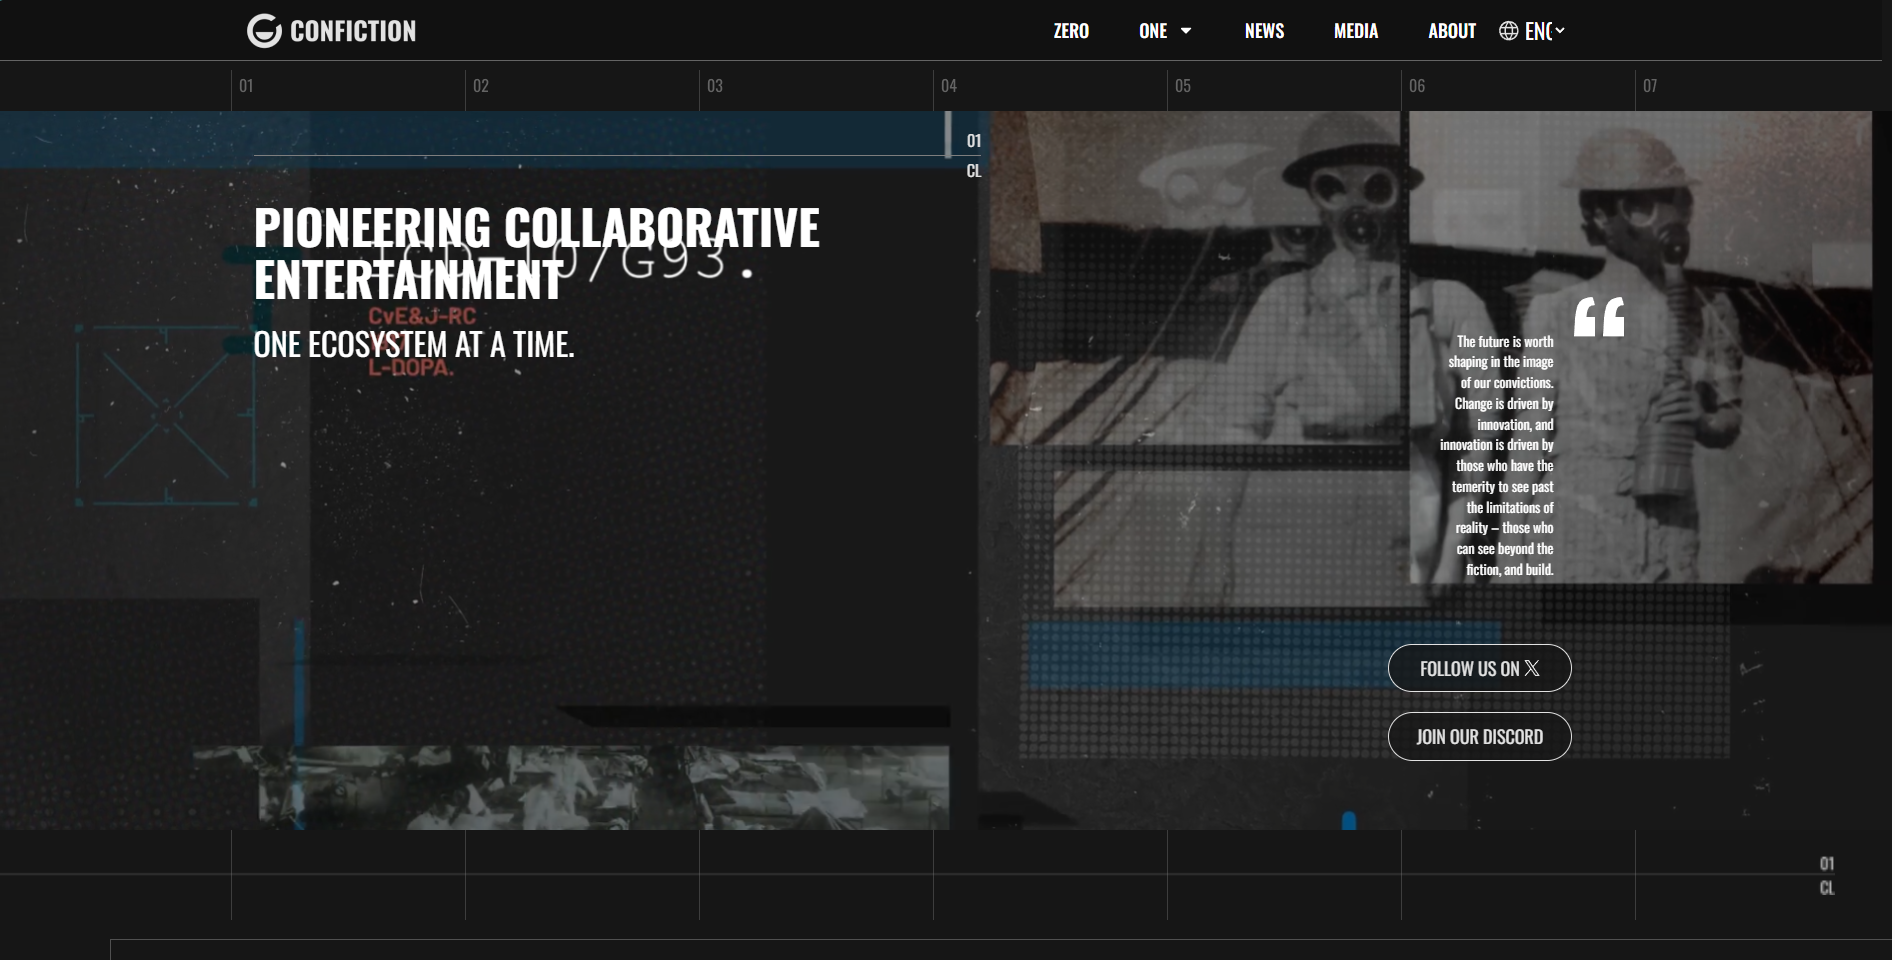 CONFICTION
ZERO
ONE
NEWS
MEDIA
ABOUT
01
02
03
04
05
06
07
01
CL
PIONEERING COLLABORATIVE
ENTERTAINMENT
/G93.
CvE&J-RC
ONE ECOSYSTEM AT A TIME.
L-DOPA.
“
The future is worth
shaping in the image
of our convictions.
Change is driven by
innovation, and
innovation is driven by
those who have the
temerity to see past
the limitations of
reality – those who
can see beyond the
fiction, and build.
FOLLOW US ON X
JOIN OUR DISCORD
01
CL